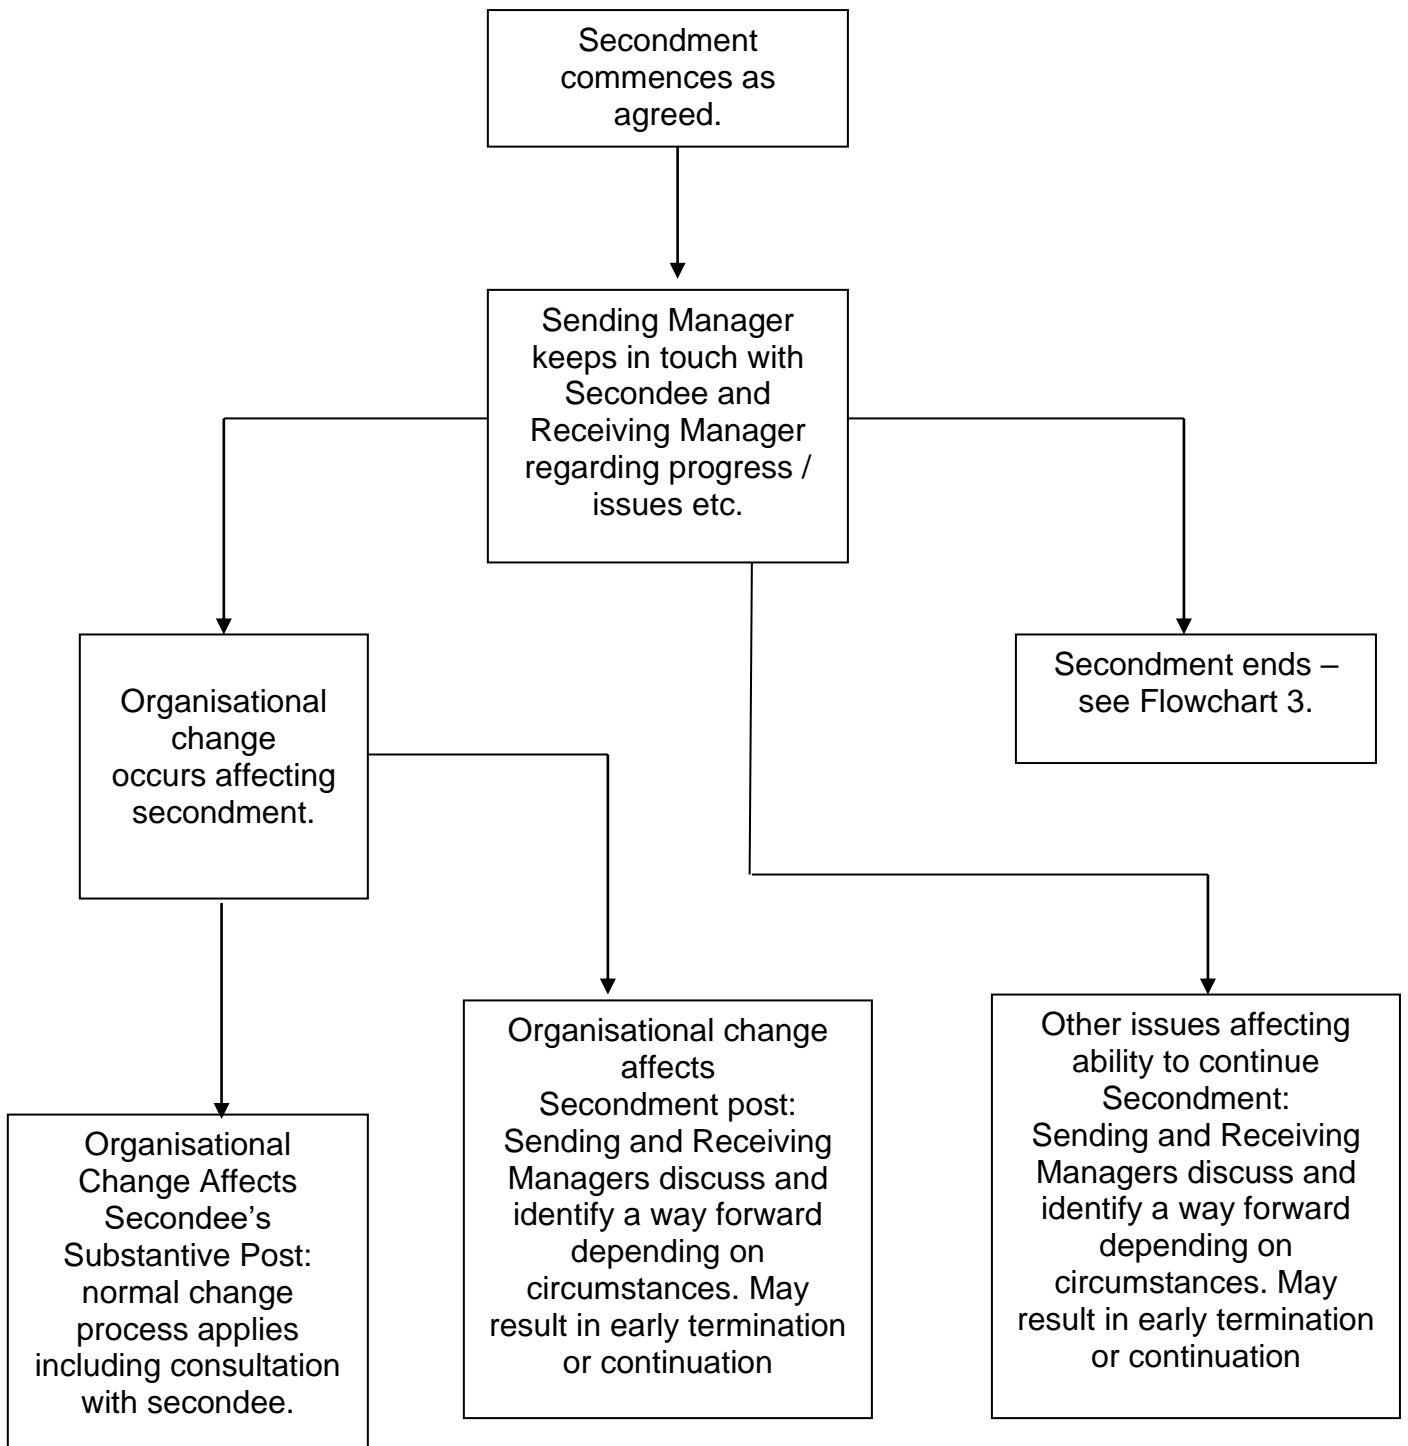 Secondment
commences as
agreed.
Sending Manager
keeps in touch with
Secondee and
Receiving Manager
regarding progress /
issues etc.
Organisational
change
occurs affecting
secondment.
Secondment ends –
see Flowchart 3.
Organisational
Change Affects
Secondee’s
Substantive Post:
normal change
process applies
including consultation
with secondee.
Organisational change
affects
Secondment post:
Sending and Receiving
Managers discuss and
identify a way forward
depending on
circumstances. May
result in early termination
or continuation
Other issues affecting
ability to continue
Secondment:
Sending and Receiving
Managers discuss and
identify a way forward
depending on
circumstances. May
result in early termination
or continuation